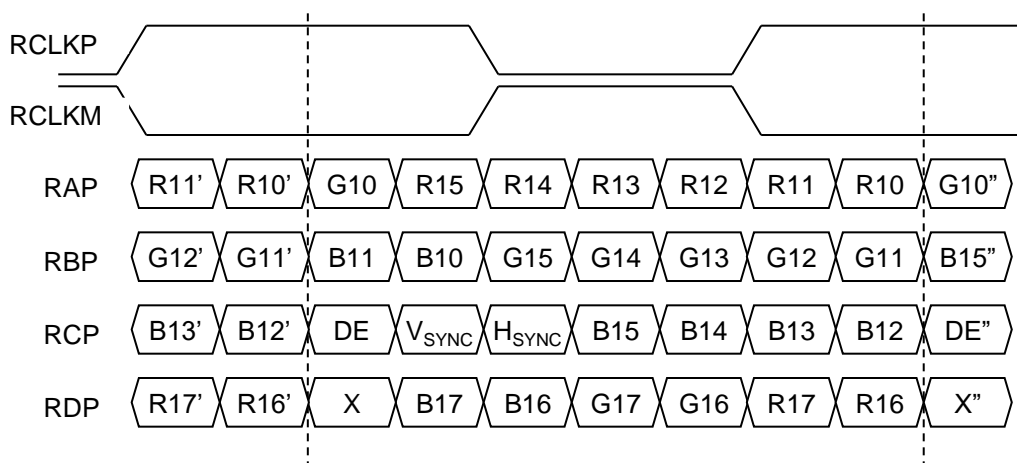 RCLKP
RCLKM
RAP R11’ R10’ G10 R15 R14 R13 R12 R11 R10 G10”
RBP G12’ G11’ B11 B10 G15 G14 G13 G12 G11 B15”
RCP B13’ B12’ DE VSYNC HSYNC B15 B14 B13 B12 DE”
RDP R17’ R16’ X B17 B16 G17 G16 R17 R16 X”